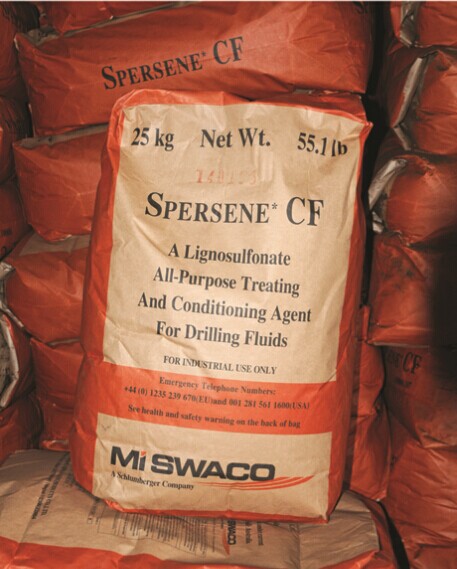 SPERSENE* CF
25 kg Net Wt. 55.1 lb
SPERSENE* CF
A Lignosulfonate
All-Purpose Treating
And Conditioning Agent
For Drilling Fluids
FOR INDUSTRIAL USE ONLY
Emergency Telephone Numbers:
+44 (0) 1235 239 670(EU)and 001 281 561 1600(USA)
See health and safety warning on the back of bag
Mi SWACO
A Schlumberger Company
CF
SWACO